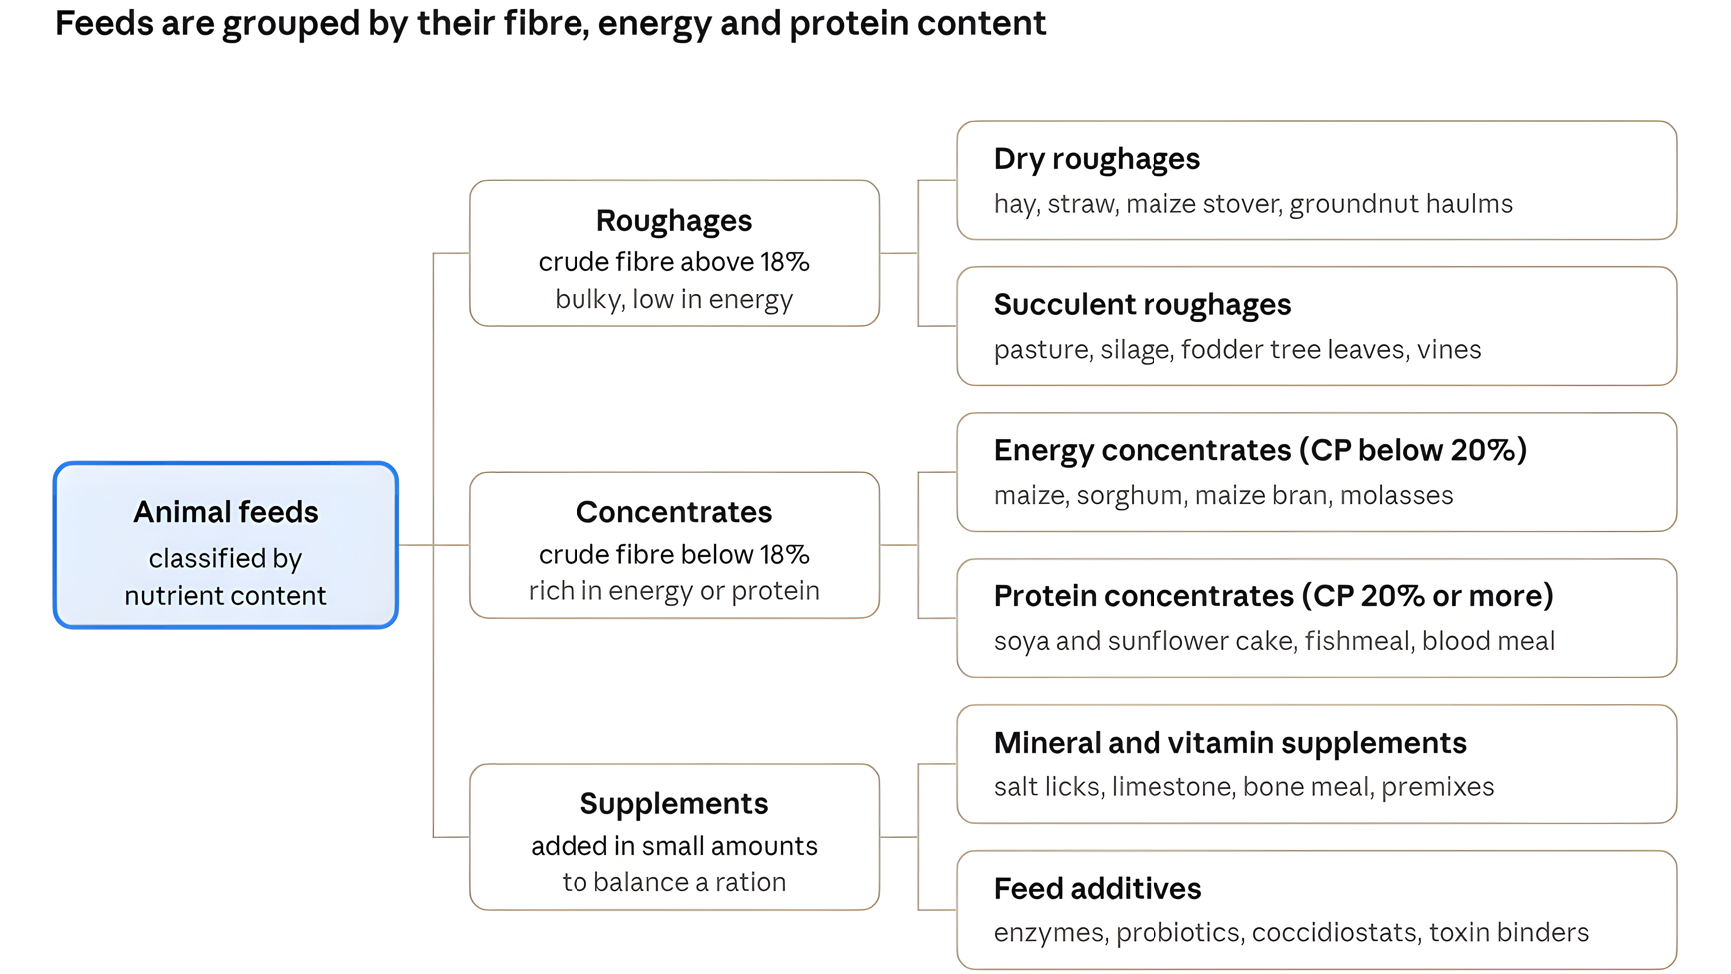 Feeds are grouped by their fibre, energy and protein content
Animal feeds
classified by
nutrient content
Roughages
crude fibre above 18%
bulky, low in energy
Dry roughages
hay, straw, maize stover, groundnut haulms
Succulent roughages
pasture, silage, fodder tree leaves, vines
Concentrates
crude fibre below 18%
rich in energy or protein
Energy concentrates (CP below 20%)
maize, sorghum, maize bran, molasses
Protein concentrates (CP 20% or more)
soya and sunflower cake, fishmeal, blood meal
Supplements
added in small amounts
to balance a ration
Mineral and vitamin supplements
salt licks, limestone, bone meal, premixes
Feed additives
enzymes, probiotics, coccidiostats, toxin binders